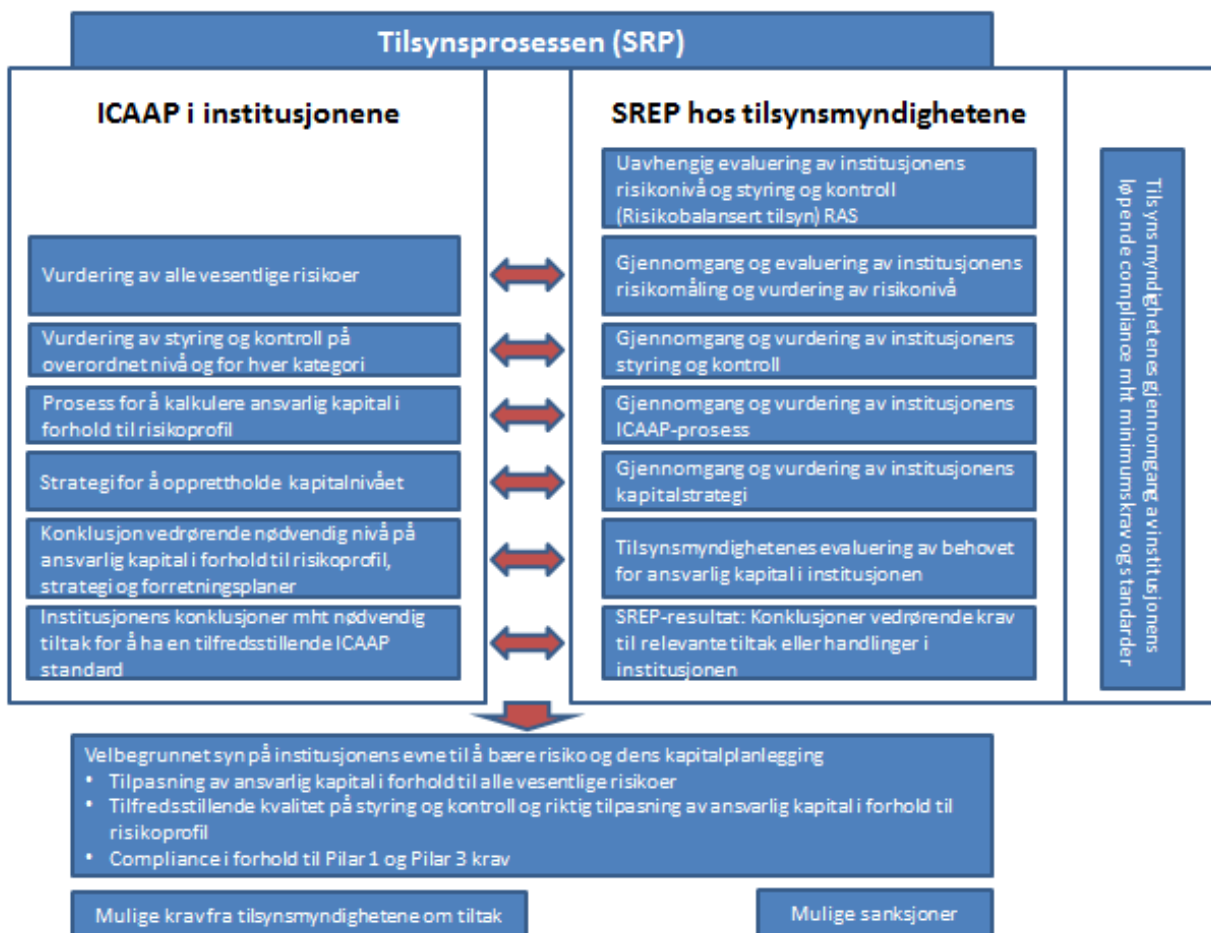 Tilsynsprosessen (SRP)
ICAAP i institusjonene
Vurdering av alle vesentlige risikoer
Vurdering av styring og kontroll på
overordnet nivå og for hver kategori
Prosess for å kalkulere ansvarlig kapital i
forhold til risikoprofil
Strategi for å opprettholde kapitalnivået
Konklusjon vedrørende nødvendig nivå på
ansvarlig kapital i forhold til risikoprofil,
strategi og forretningsplaner
Institusjonens konklusjoner mht nødvendig
tiltak for å ha en tilfredsstillende ICAAP
standard
SREP hos tilsynsmyndighetene
Uavhengig evaluering av institusjonens
risikonivå og styring og kontroll
(Risikobalansert tilsyn) RAS
Gjennomgang og evaluering av institusjonens
risikomåling og vurdering av risikonivå
Gjennomgang og vurdering av institusjonens
styring og kontroll
Gjennomgang og vurdering av institusjonens
ICAAP-prosess
Gjennomgang og vurdering av institusjonens
kapitalstrategi
Tilsynsmyndighetenes evaluering av behovet
for ansvarlig kapital i institusjonen
SREP-resultat: Konklusjoner vedrørende krav
til relevante tiltak eller handlinger i
institusjonen
Tilsynsmyndighetenes gjennomgang av institusjonens
løpende compliance mht minimumskrav og standarder
Velbegrunnet syn på institusjonens evne til å bære risiko og dens kapitalplanlegging
• Tilpasning av ansvarlig kapital i forhold til alle vesentlige risikoer
• Tilfredsstillende kvalitet på styring og kontroll og riktig tilpasning av ansvarlig kapital i forhold til
risikoprofil
• Compliance i forhold til Pilar 1 og Pilar 3 krav
Mulige krav fra tilsynsmyndighetene om tiltak
Mulige sanksjoner